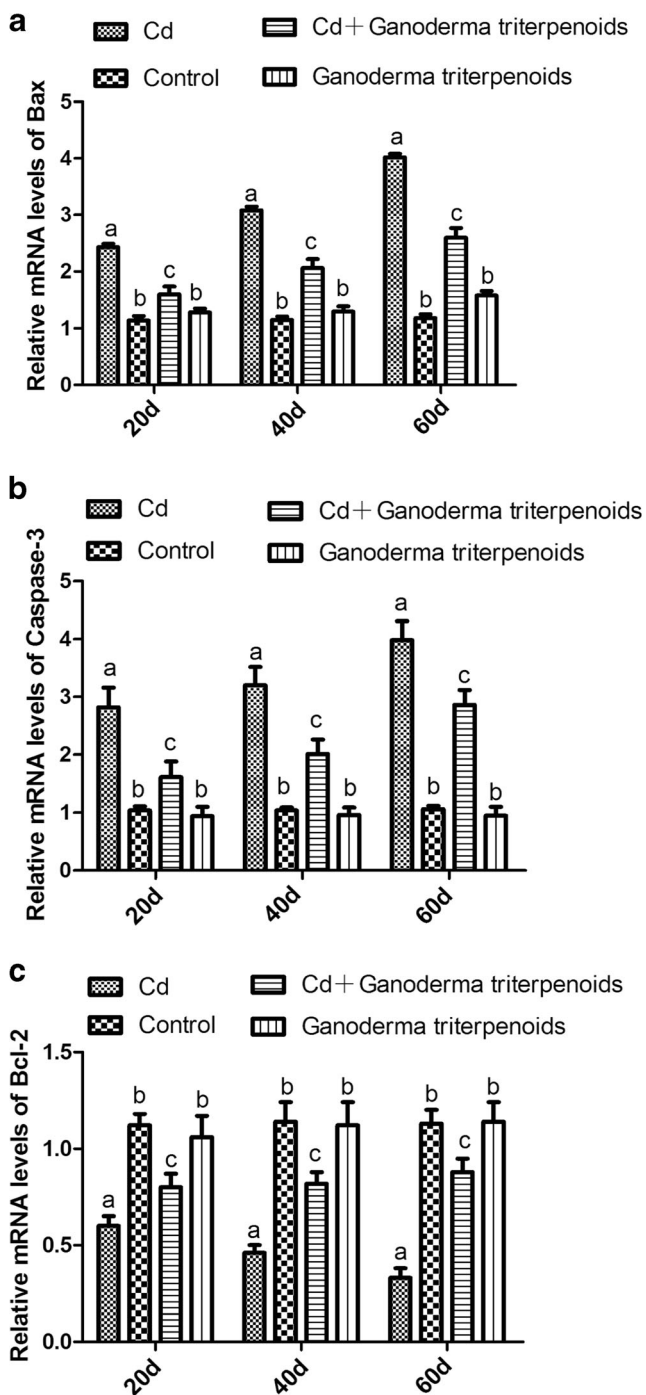 a
Cd
Cd+Ganoderma triterpenoids
Control
Ganoderma triterpenoids
Relative mRNA levels of Bax
5
4
3
2
1
0
a
b
c
b
a
b
c
b
a
b
c
b
20d
40d
60d
b
Cd
Cd+Ganoderma triterpenoids
Control
Ganoderma triterpenoids
Relative mRNA levels of Caspase-3
5
4
3
2
1
0
a
b
c
b
a
b
c
b
a
b
c
b
20d
40d
60d
c
Cd
Cd+Ganoderma triterpenoids
Control
Ganoderma triterpenoids
Relative mRNA levels of Bcl-2
1.5
1.0
0.5
0.0
a
b
c
b
a
b
c
b
a
b
c
b
20d
40d
60d